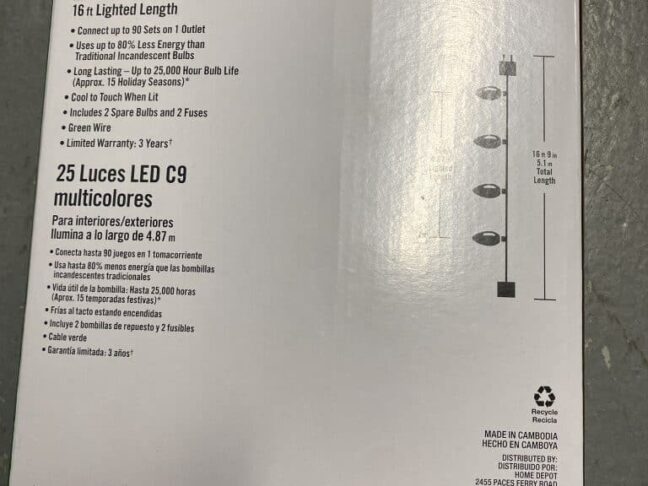 16 ft Lighted Length
• Connect up to 90 Sets on 1 Outlet
• Uses up to 80% Less Energy than
Traditional Incandescent Bulbs
• Long Lasting – Up to 25,000 Hour Bulb Life
(Approx. 15 Holiday Seasons)*
• Cool to Touch When Lit
• Includes 2 Spare Bulbs and 2 Fuses
• Green Wire
• Limited Warranty: 3 Years†
25 Luces LED C9
multicolores
Para interiores/exteriores
Ilumina a lo largo de 4.87 m
• Conecta hasta 90 juegos en 1 tomacorriente
• Usa hasta 80% menos energía que las bombillas
incandescentes tradicionales
• Vida útil de la bombilla: Hasta 25,000 horas
(Aprox. 15 temporadas festivas)*
• Frías al tacto estando encendidas
• Incluye 2 bombillas de repuesto y 2 fusibles
• Cable verde
• Garantía limitada: 3 años†
16 ft 9 in
5.1 m
Total
Length
Recycle
Recicla
MADE IN CAMBODIA
HECHO EN CAMBOYA
DISTRIBUTED BY:
DISTRIBUIDO POR:
HOME DEPOT
2455 PACES FERRY ROAD